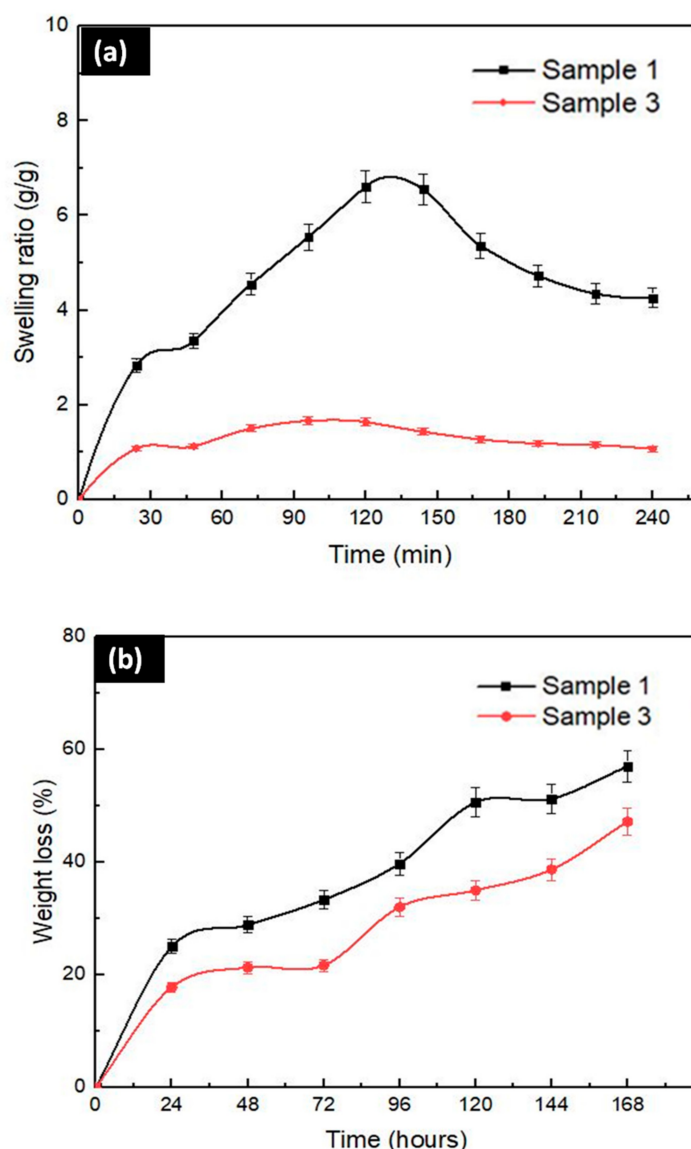 (a)
Sample 1
Sample 3
10
8
6
4
2
0
Swelling ratio (g/g)
0 30 60 90 120 150 180 210 240
Time (min)
(b)
Sample 1
Sample 3
80
60
40
20
0
Weight loss (%)
0 24 48 72 96 120 144 168
Time (hours)